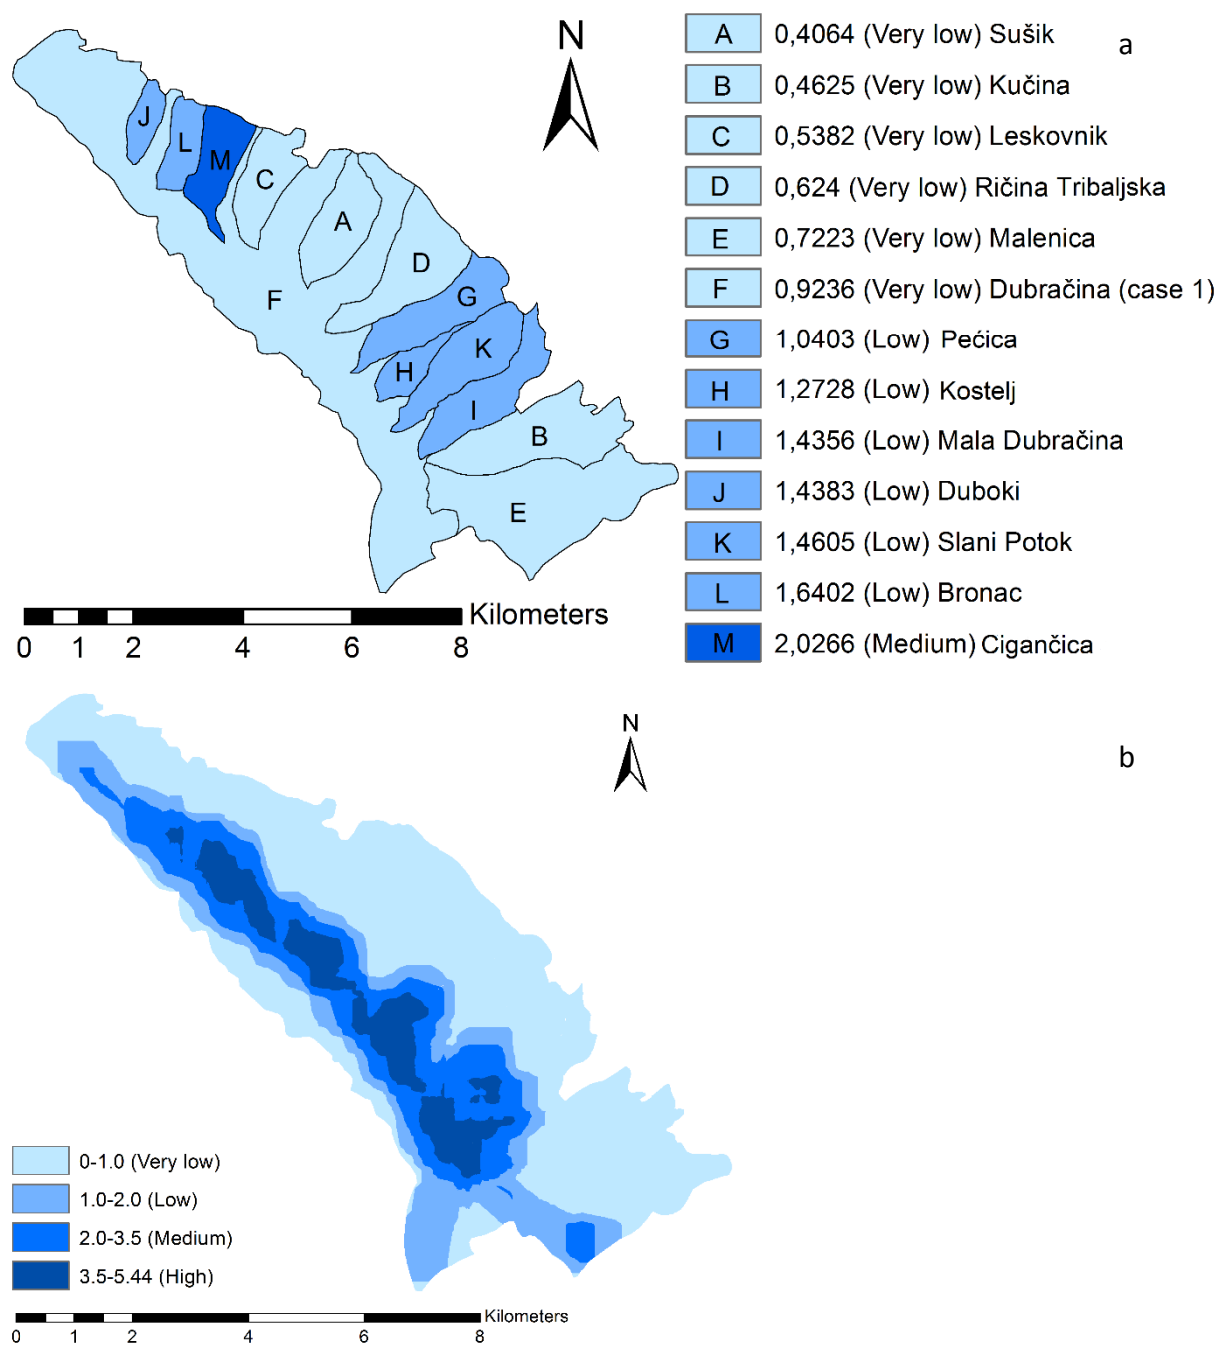 N
a
A 0,4064 (Very low) Sušik
B 0,4625 (Very low) Kučina
C 0,5382 (Very low) Leskovnik
D 0,624 (Very low) Ričina Tribaljska
E 0,7223 (Very low) Malenica
F 0,9236 (Very low) Dubračina (case 1)
G 1,0403 (Low) Pećica
H 1,2728 (Low) Kostelj
I 1,4356 (Low) Mala Dubračina
J 1,4383 (Low) Duboki
K 1,4605 (Low) Slani Potok
L 1,6402 (Low) Bronac
M 2,0266 (Medium) Cigančica
J
L
M
C
A
D
F
G
K
H
I
B
E
Kilometers
0 1 2 4 6 8
N
b
0-1.0 (Very low)
1.0-2.0 (Low)
2.0-3.5 (Medium)
3.5-5.44 (High)
Kilometers
0 1 2 4 6 8